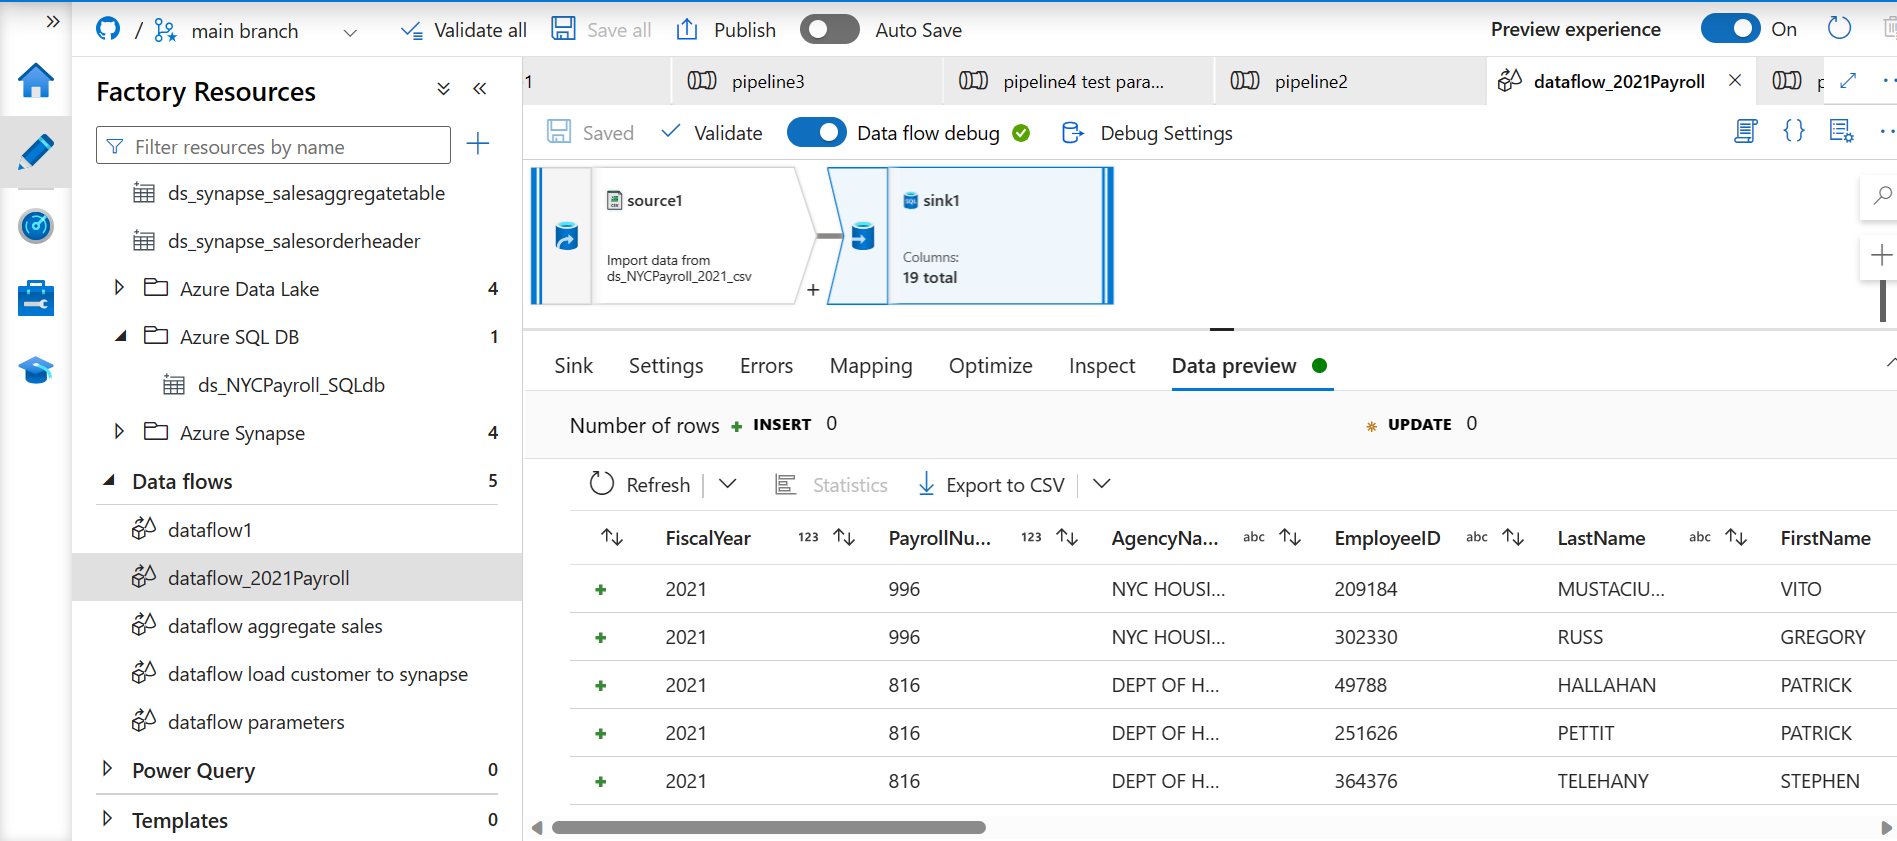 / main branch Validate all Save all Publish Auto Save Preview experience On
Factory Resources
1 pipeline3 pipeline4 test para... pipeline2 dataflow_2021Payroll
Filter resources by name
Saved Validate Data flow debug Debug Settings
ds_synapse_salesaggregatetable
ds_synapse_salesorderheader
Azure Data Lake 4
Azure SQL DB 1
ds_NYCPayroll_SQLdb
Azure Synapse 4
Data flows 5
dataflow1
dataflow_2021Payroll
dataflow aggregate sales
dataflow load customer to synapse
dataflow parameters
Power Query 0
Templates 0
source1
Import data from
ds_NYCPayroll_2021_csv
+
sink1
Columns:
19 total
Sink Settings Errors Mapping Optimize Inspect Data preview
Number of rows + INSERT 0 UPDATE 0
Refresh Statistics Export to CSV
FiscalYear 123 PayrollNu... 123 AgencyNa... abc EmployeeID abc LastName abc FirstName
2021 996 NYC HOUSI... 209184 MUSTACIU... VITO
2021 996 NYC HOUSI... 302330 RUSS GREGORY
2021 816 DEPT OF H... 49788 HALLAHAN PATRICK
2021 816 DEPT OF H... 251626 PETTIT PATRICK
2021 816 DEPT OF H... 364376 TELEHANY STEPHEN